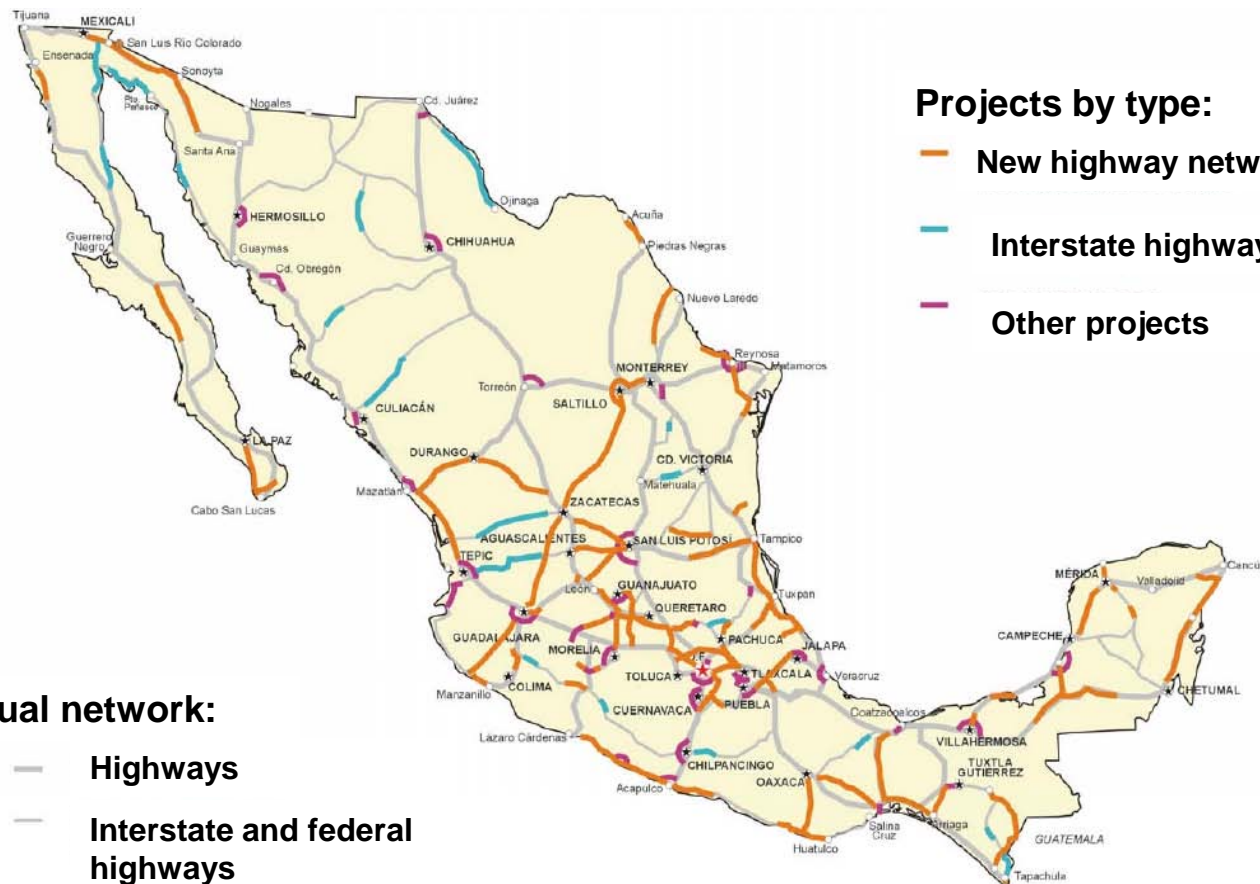 Tijuana
MEXICALI
San Luis Río Colorado
Ensenada
Sonoyta
Pto. Peñasco
Nogales
Cd. Juárez
Santa Ana
HERMOSILLO
Ojinaga
Acuña
Guerrero Negro
Guaymas
CHIHUAHUA
Piedras Negras
Cd. Obregón
Nuevo Laredo
Reynosa
MONTERREY
Matamoros
Torreón
SALTILLO
CULIACÁN
LA PAZ
DURANGO
CD. VICTORIA
Matehuala
Mazatlán
Cabo San Lucas
ZACATECAS
AGUASCALIENTES
SAN LUIS POTOSÍ
Tampico
TEPIC
León
GUANAJUATO
Tuxpan
QUERETARO
MÉRIDA
Valladolid
Cancú
GUADALAJARA
MORELIA
PACHUCA
JALAPA
CAMPECHE
D.F.
TOLUCA
TLAXCALA
Veracruz
Manzanillo
COLIMA
CUERNAVACA
PUEBLA
Coatzacoalcos
CHETUMAL
Lázaro Cárdenas
VILLAHERMOSA
CHILPANCINGO
TUXTLA
GUTIERREZ
Acapulco
OAXACA
Salina
Cruz
Arriaga
GUATEMALA
Huatulco
Tapachula
Projects by type:
New highway netw
Interstate highway
Other projects
ual network:
Highways
Interstate and federal
highways